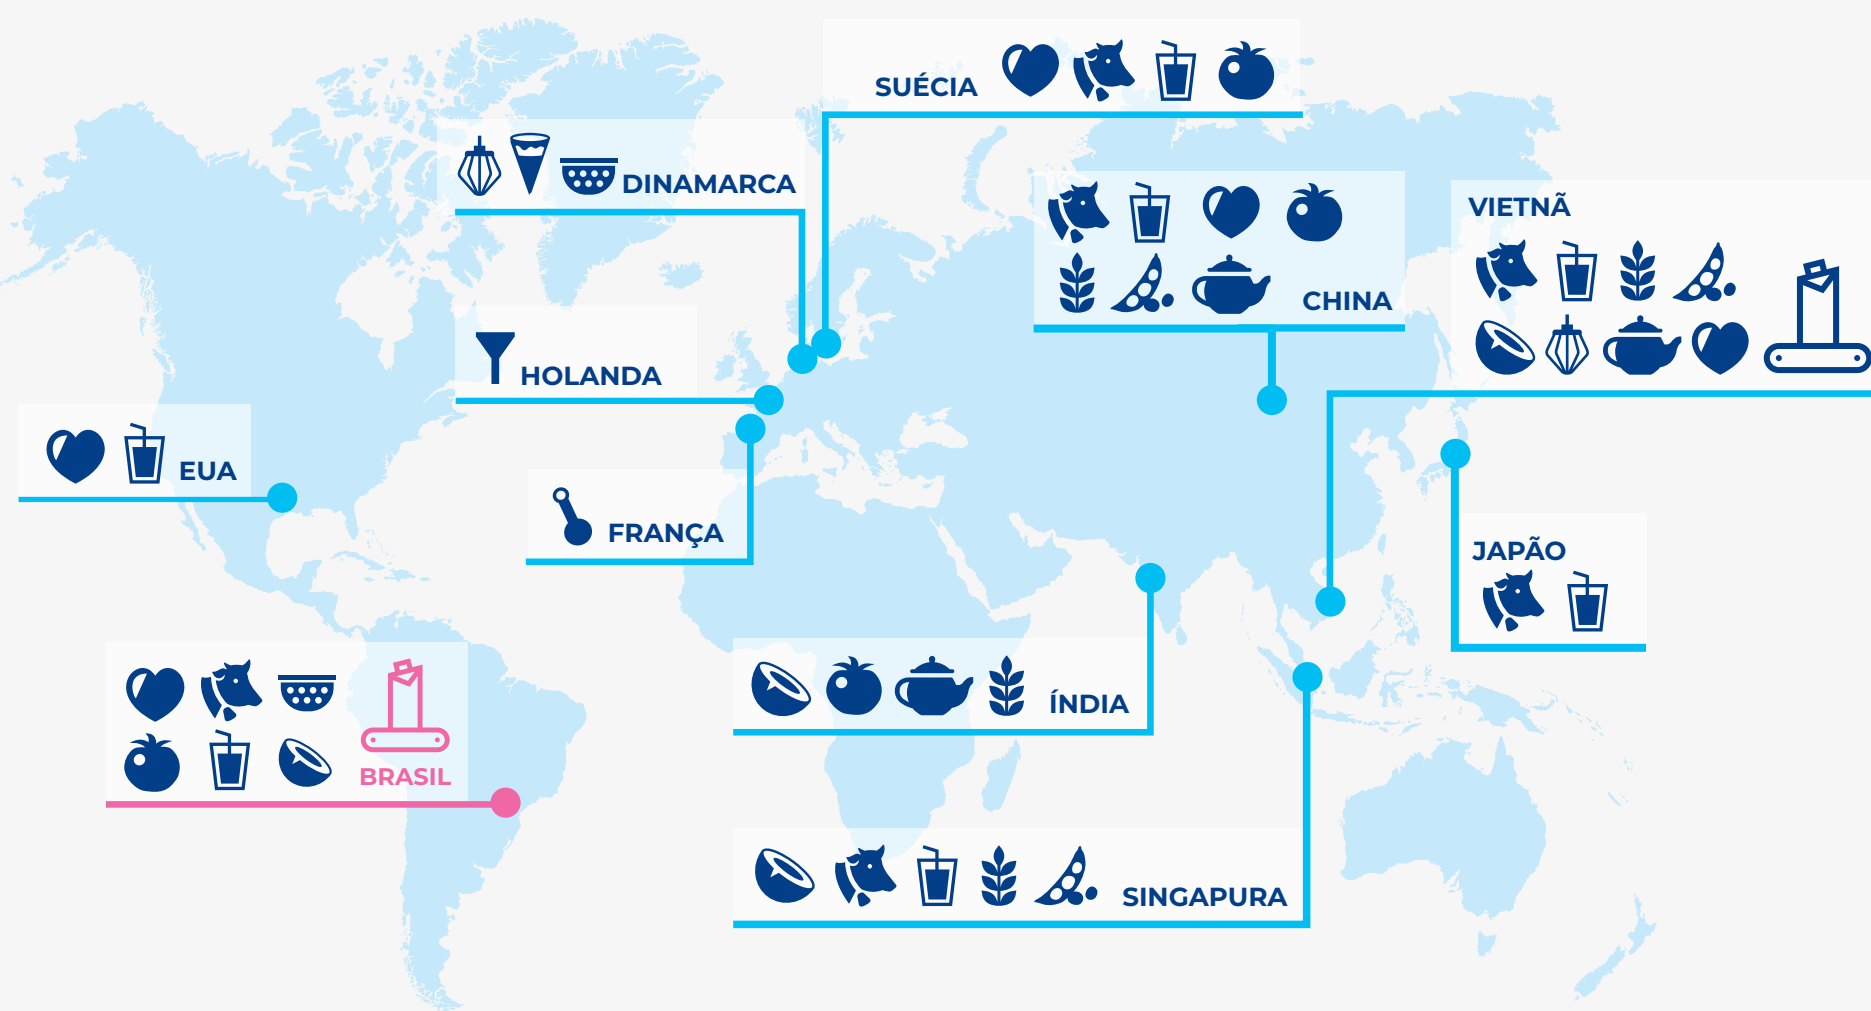 SUÉCIA
DINAMARCA
VIETNÃ
CHINA
HOLANDA
EUA
FRANÇA
JAPÃO
ÍNDIA
BRASIL
SINGAPURA